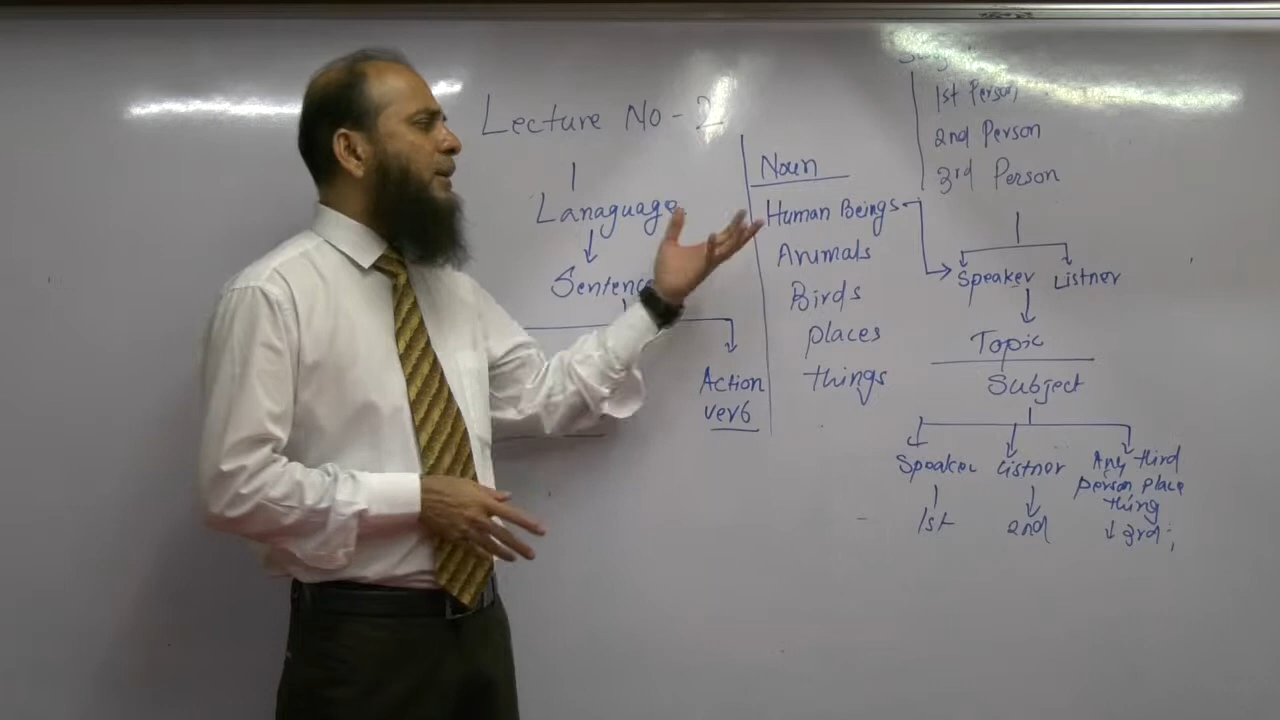 Lecture No - 2
Lanaguage
Sentence
Action
verb
Noun
Human Beings
Animals
Birds
places
things
1st Person
2nd Person
3rd Person
Speaker Listner
Topic
Subject
Speaker Listner Any third
person place
thing
1st 2nd 3rd